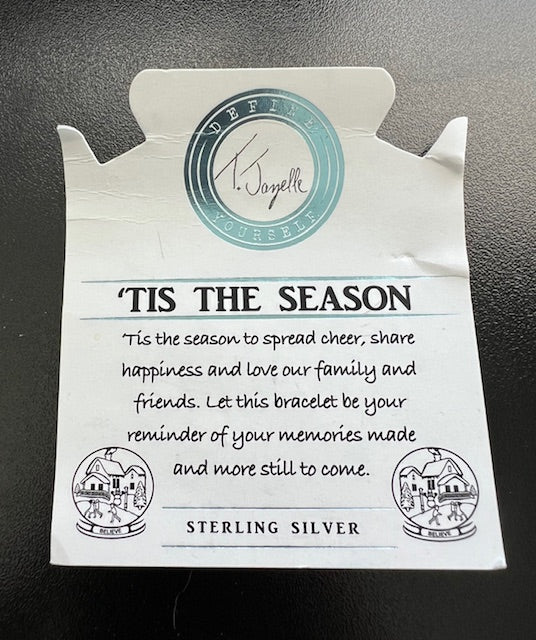 DEFINE
T. Jazelle
YOURSELF
'TIS THE SEASON
'Tis the season to spread cheer, share
happiness and love our family and
friends. Let this bracelet be your
reminder of your memories made
and more still to come.
BELIEVE
BELIEVE
STERLING SILVER